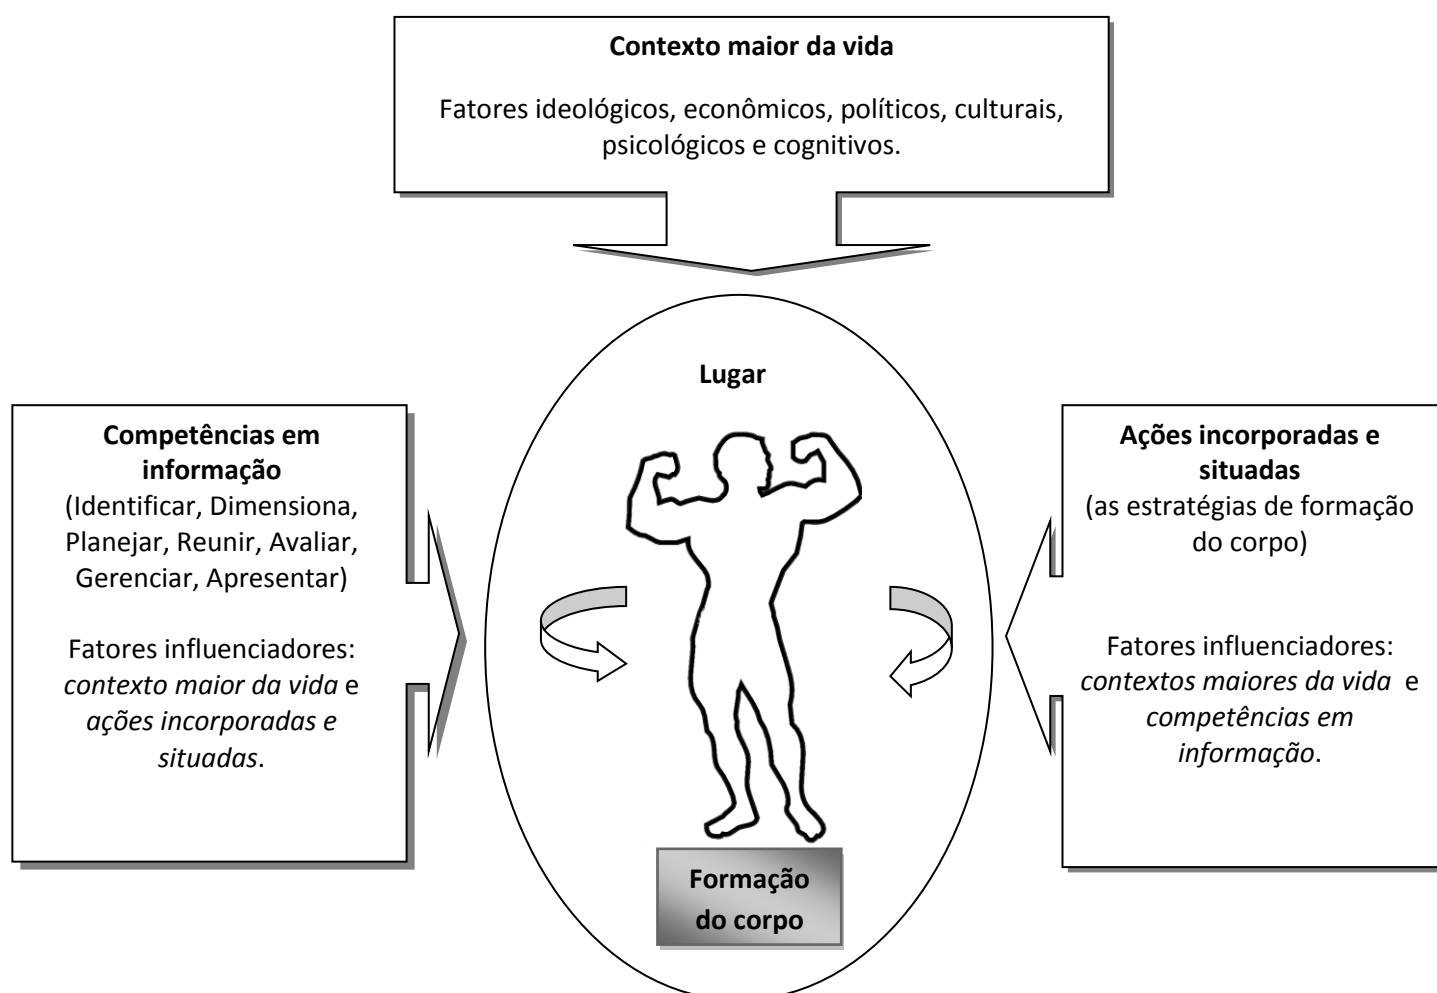 Contexto maior da vida
Fatores ideológicos, econômicos, políticos, culturais,
psicológicos e cognitivos.
Lugar
Competências em
informação
(Identificar, Dimensiona,
Planejar, Reunir, Avaliar,
Gerenciar, Apresentar)
Fatores influenciadores:
contexto maior da vida e
ações incorporadas e
situadas.
Ações incorporadas e
situadas
(as estratégias de formação
do corpo)
Fatores influenciadores:
contextos maiores da vida e
competências em
informação.
Formação
do corpo